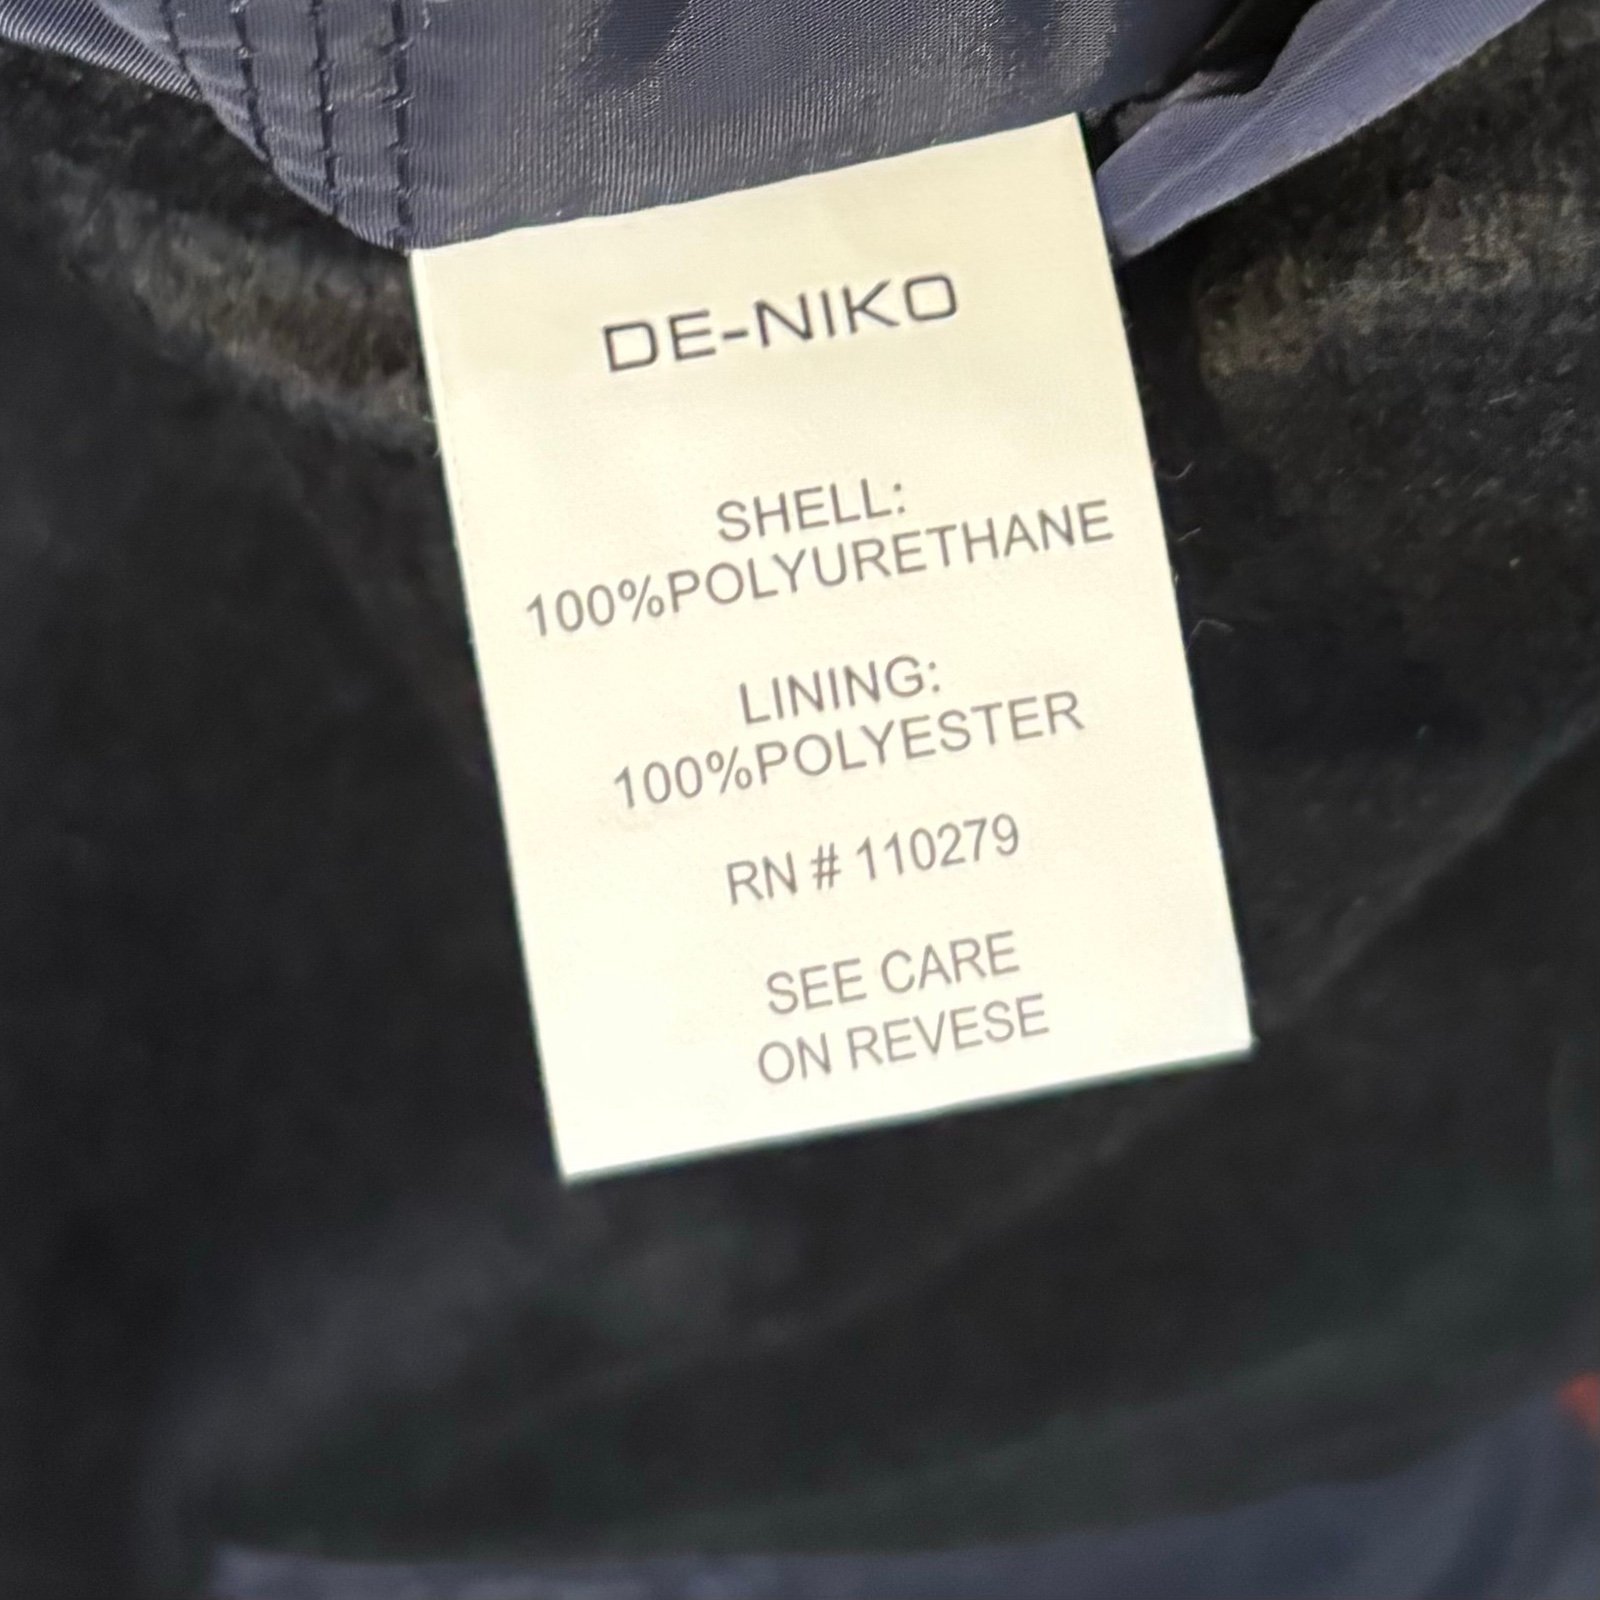 DE-NIKO
SHELL:
100%POLYURETHANE
LINING:
100%POLYESTER
RN # 110279
SEE CARE
ON REVESE